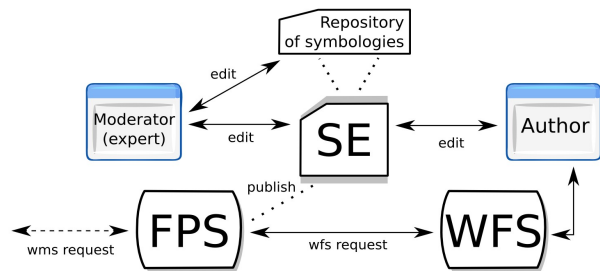 Repository
of symbologies
edit
Moderator
(expert)
edit
SE
edit
Author
publish
FPS
WFS
wms request
wfs request